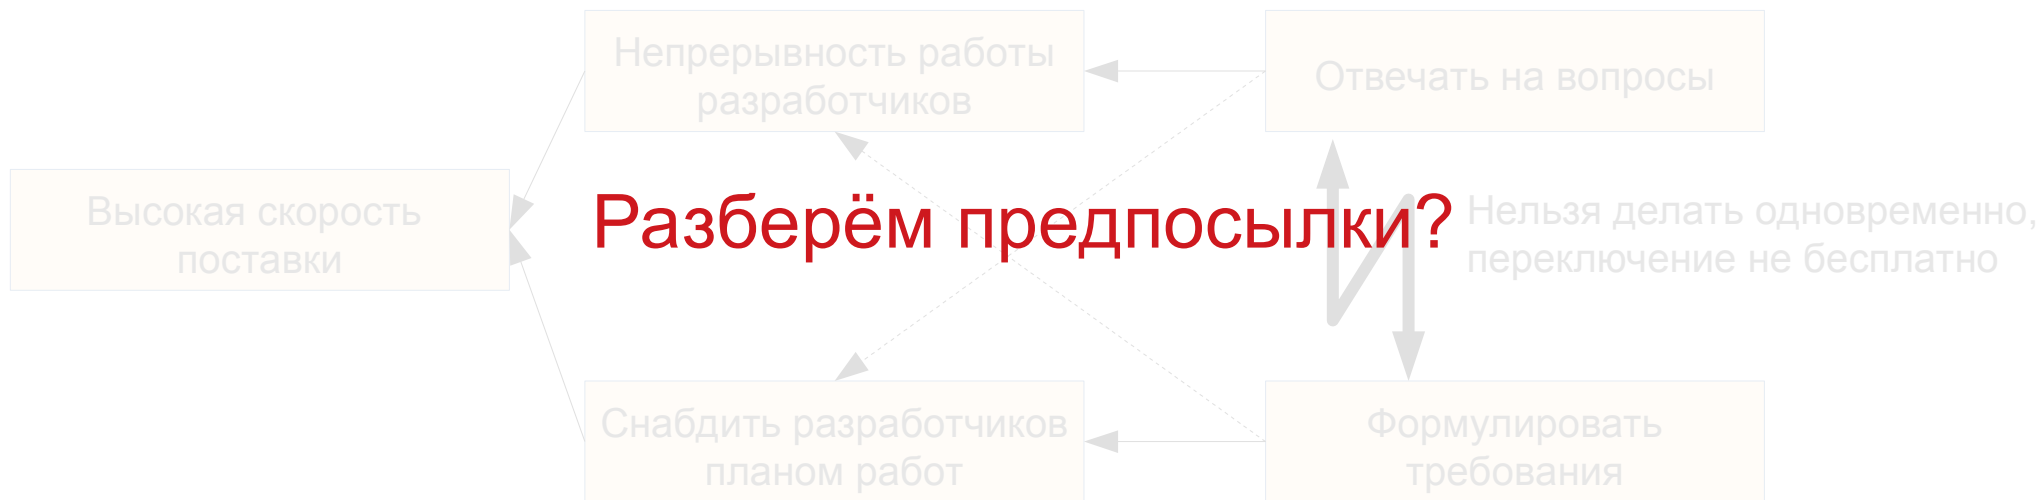 Непрерывность работы
разработчиков
Отвечать на вопросы
Высокая скорость
поставки
Разберём предпосылки?
Нельзя делать одновременно,
переключение не бесплатно
Снабдить разработчиков
планом работ
Формулировать
требования